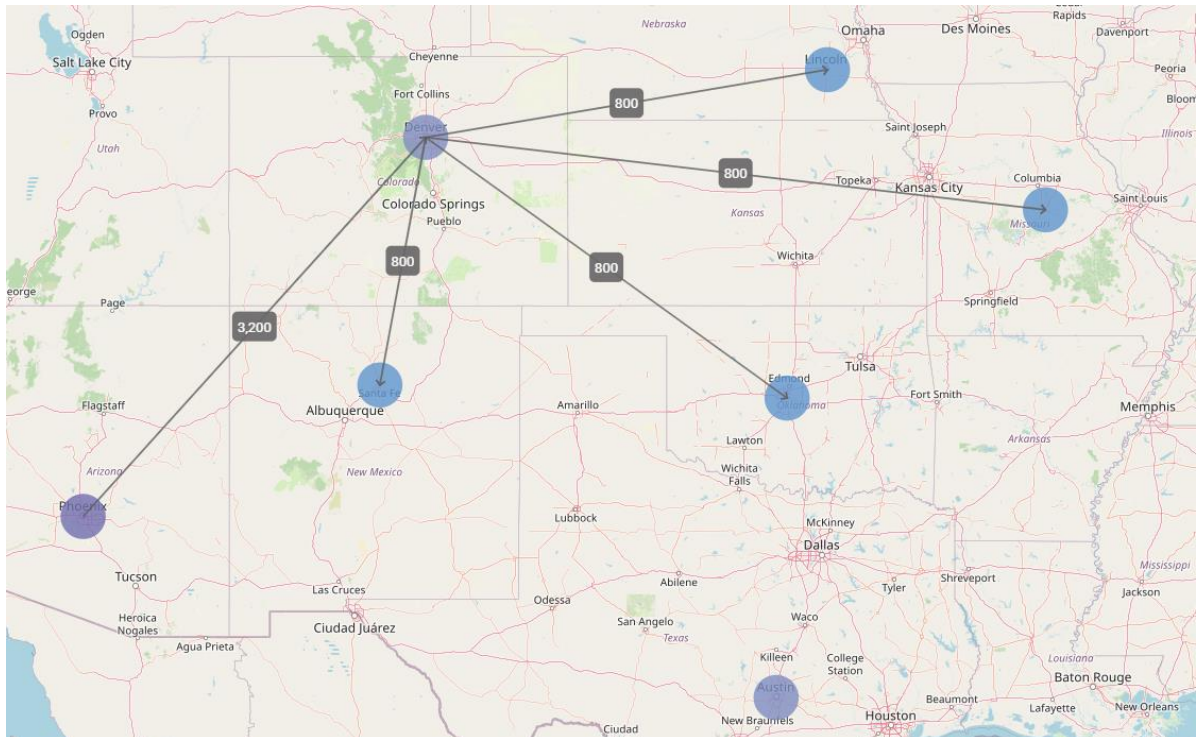 Nebraska
Omaha
Des Moines
Rapids
Davenport
Ogden
Salt Lake City
Cheyenne
Lincoln
Peoria
Bloom
Fort Collins
Provo
800
Denver
Saint Joseph
Illinois
Utah
800
Topeka
Kansas City
Columbia
Colorado
Colorado Springs
Saint Louis
Pueblo
Kansas
Missouri
800
800
Wichita
eorge
Page
Springfield
3,200
Tulsa
Edmond
Santa Fe
Flagstaff
Albuquerque
Amarillo
Oklahoma
Fort Smith
Memphis
Lawton
Arkansas
Arizona
New Mexico
Wichita
Falls
Phoenix
Lubbock
McKinney
Dallas
Mississippi
Tucson
Las Cruces
Abilene
Tyler
Shreveport
Jackson
Odessa
Heroica
Nogales
Ciudad Juárez
San Angelo
Waco
Texas
Agua Prieta
Killeen
College
Station
Louisiana
Baton Rouge
Austin
New Braunfels
Houston
Beaumont
Lafayette
New Orleans
Ciudad